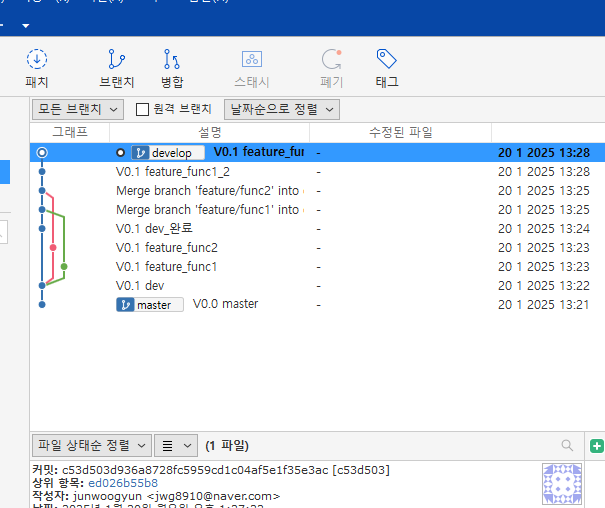 패치 브랜치 병합 스태시 폐기 태그
모든 브랜치 원격 브랜치 날짜순으로 정렬
그래프 설명 수정된 파일
develop V0.1 feature_fun - 20 1 2025 13:28
V0.1 feature_func1_2 - 20 1 2025 13:28
Merge branch 'feature/func2' into - 20 1 2025 13:25
Merge branch 'feature/func1' into - 20 1 2025 13:25
V0.1 dev_완료 - 20 1 2025 13:24
V0.1 feature_func2 - 20 1 2025 13:23
V0.1 feature_func1 - 20 1 2025 13:23
V0.1 dev - 20 1 2025 13:22
master V0.0 master - 20 1 2025 13:21
파일 상태순 정렬 (1 파일)
커밋: c53d503d936a8728fc5959cd1c04af5e1f35e3ac [c53d503]
상위 항목: ed026b55b8
작성자: junwoogyun <jwg8910@naver.com>